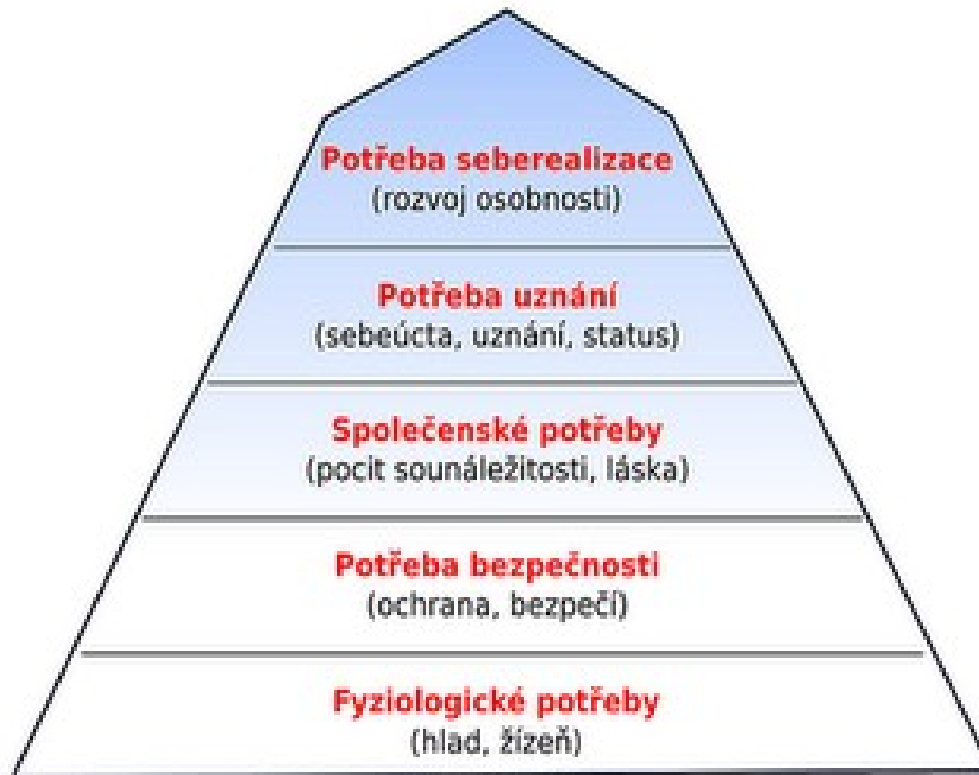 Potřeba seberealizace
(rozvoj osobnosti)
Potřeba uznání
(sebeúcta, uznání, status)
Společenské potřeby
(pocit sounáležitosti, láska)
Potřeba bezpečnosti
(ochrana, bezpečí)
Fyziologické potřeby
(hlad, žízeň)